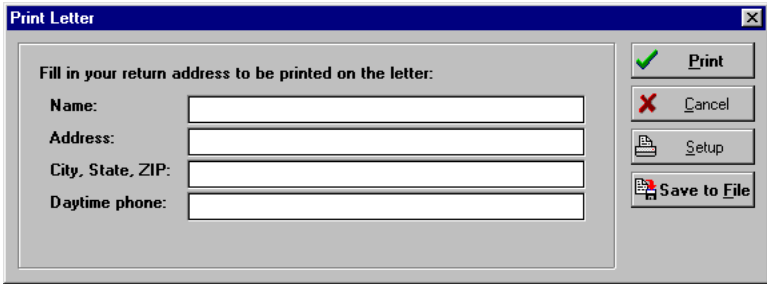 Print Letter
Fill in your return address to be printed on the letter:
Name:
Address:
City, State, ZIP:
Daytime phone:
Print
Cancel
Setup
Save to File